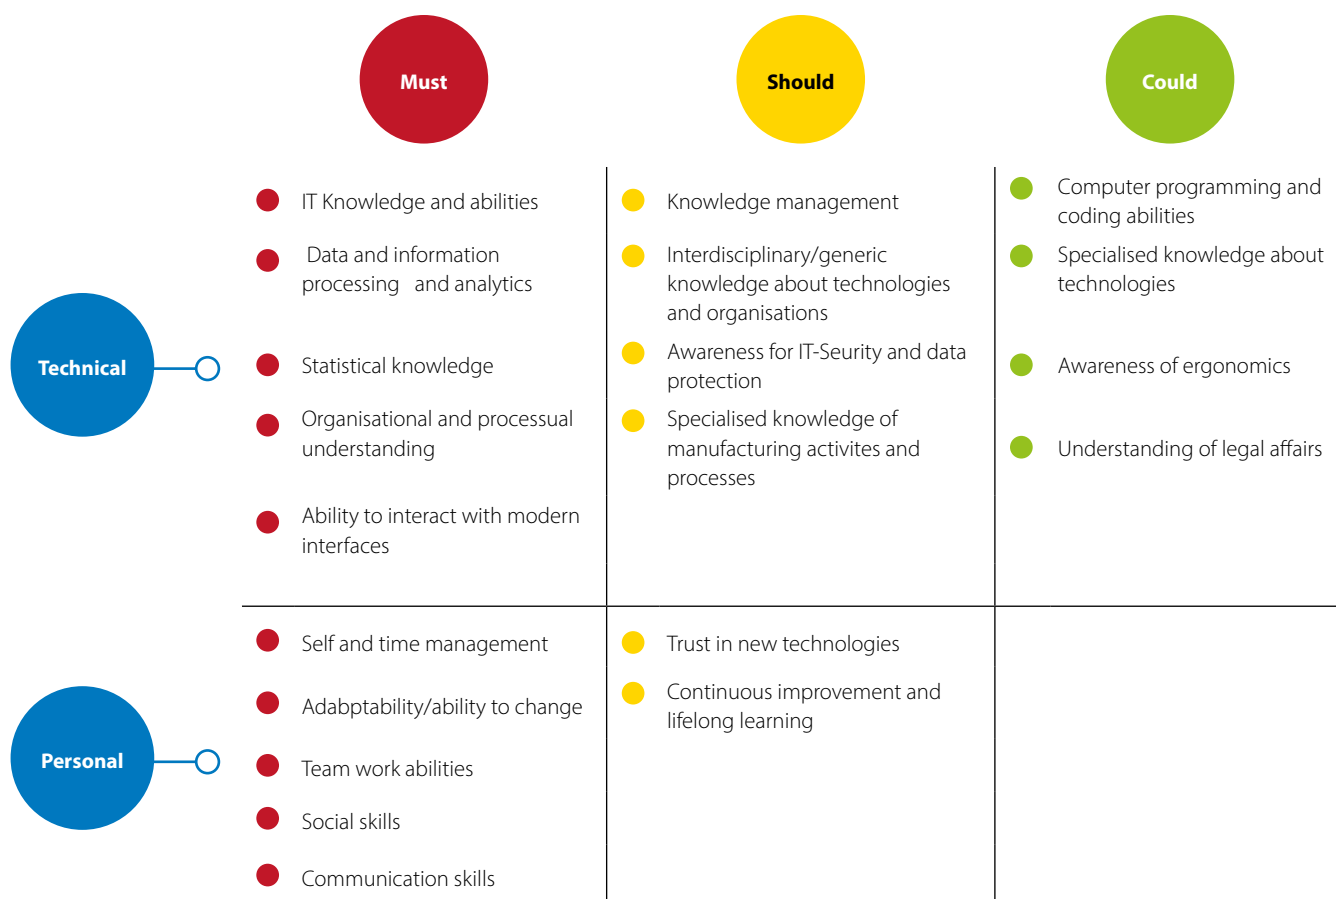 Must
Should
Could
Technical
IT Knowledge and abilities
Data and information
processing and analytics
Statistical knowledge
Organisational and processual
understanding
Ability to interact with modern
interfaces
Knowledge management
Interdisciplinary/generic
knowledge about technologies
and organisations
Awareness for IT-Seurity and data
protection
Specialised knowledge of
manufacturing activites and
processes
Computer programming and
coding abilities
Specialised knowledge about
technologies
Awareness of ergonomics
Understanding of legal affairs
Personal
Self and time management
Adabptability/ability to change
Team work abilities
Social skills
Communication skills
Trust in new technologies
Continuous improvement and
lifelong learning